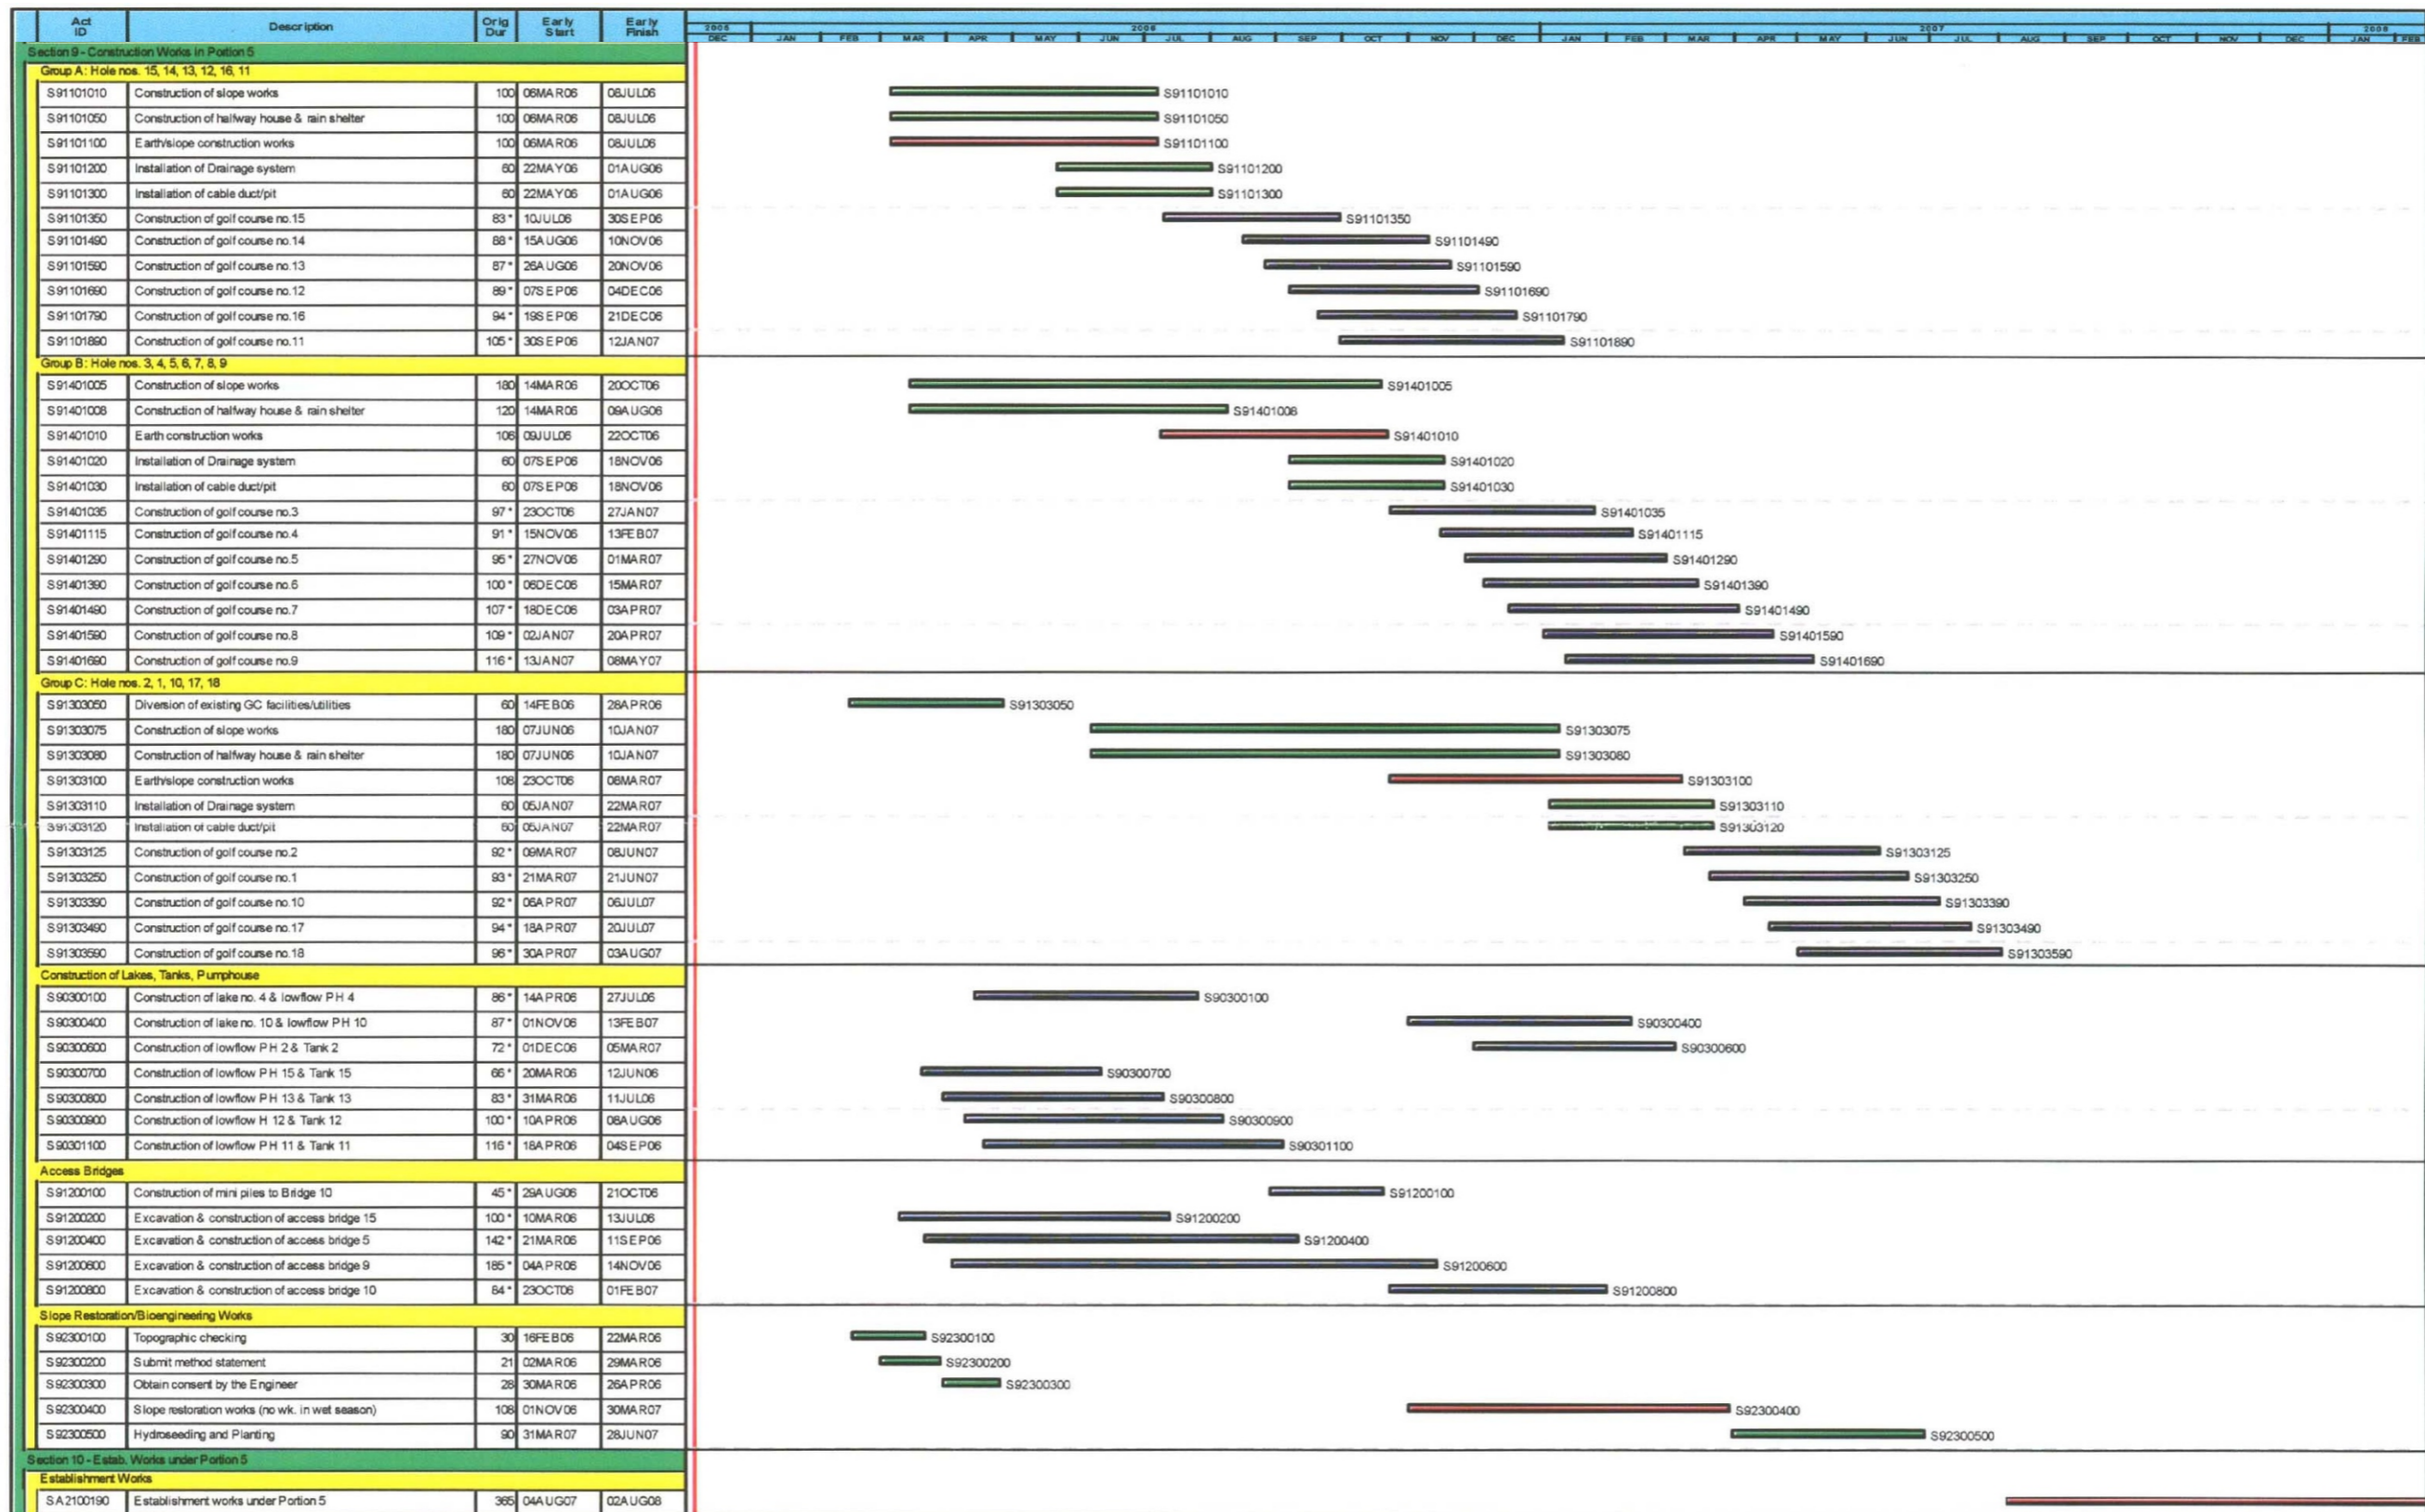 Act ID Description Orig Dur Early Start Early Finish
2005 2006 2007 2008
DEC JAN FEB MAR APR MAY JUN JUL AUG SEP OCT NOV DEC JAN FEB MAR APR MAY JUN JUL AUG SEP OCT NOV DEC JAN FEB
Section 9 - Construction Works in Portion 5
Group A: Hole nos. 15, 14, 13, 12, 16, 11
S91101010 Construction of slope works 100 06MAR06 08JUL06 S91101010
S91101050 Construction of halfway house & rain shelter 100 06MAR06 08JUL06 S91101050
S91101100 Earth/slope construction works 100 06MAR06 08JUL06 S91101100
S91101200 Installation of Drainage system 60 22MAY06 01AUG06 S91101200
S91101300 Installation of cable duct/pit 60 22MAY06 01AUG06 S91101300
S91101350 Construction of golf course no.15 83* 10JUL06 30SEP06 S91101350
S91101490 Construction of golf course no.14 88* 15AUG06 10NOV06 S91101490
S91101590 Construction of golf course no.13 87* 26AUG06 20NOV06 S91101590
S91101690 Construction of golf course no.12 89* 07SEP06 04DEC06 S91101690
S91101790 Construction of golf course no.16 94* 19SEP06 21DEC06 S91101790
S91101890 Construction of golf course no.11 105* 30SEP06 12JAN07 S91101890
Group B: Hole nos. 3, 4, 5, 6, 7, 8, 9
S91401005 Construction of slope works 180 14MAR06 20OCT06 S91401005
S91401008 Construction of halfway house & rain shelter 120 14MAR06 09AUG06 S91401008
S91401010 Earth construction works 106 09JUL06 22OCT06 S91401010
S91401020 Installation of Drainage system 60 07SEP06 18NOV06 S91401020
S91401030 Installation of cable duct/pit 60 07SEP06 18NOV06 S91401030
S91401035 Construction of golf course no.3 97* 23OCT06 27JAN07 S91401035
S91401115 Construction of golf course no.4 91* 15NOV06 13FEB07 S91401115
S91401290 Construction of golf course no.5 95* 27NOV06 01MAR07 S91401290
S91401390 Construction of golf course no.6 100* 06DEC06 15MAR07 S91401390
S91401490 Construction of golf course no.7 107* 18DEC06 03APR07 S91401490
S91401590 Construction of golf course no.8 109* 02JAN07 20APR07 S91401590
S91401690 Construction of golf course no.9 116* 13JAN07 08MAY07 S91401690
Group C: Hole nos. 2, 1, 10, 17, 18
S91303050 Diversion of existing GC facilities/utilities 60 14FEB06 28APR06 S91303050
S91303075 Construction of slope works 180 07JUN06 10JAN07 S91303075
S91303080 Construction of halfway house & rain shelter 180 07JUN06 10JAN07 S91303080
S91303100 Earth/slope construction works 108 23OCT06 08MAR07 S91303100
S91303110 Installation of Drainage system 60 05JAN07 22MAR07 S91303110
S91303120 Installation of cable duct/pit 60 05JAN07 22MAR07 S91303120
S91303125 Construction of golf course no.2 92* 09MAR07 08JUN07 S91303125
S91303250 Construction of golf course no.1 93* 21MAR07 21JUN07 S91303250
S91303390 Construction of golf course no.10 92* 06APR07 06JUL07 S91303390
S91303490 Construction of golf course no.17 94* 18APR07 20JUL07 S91303490
S91303590 Construction of golf course no.18 96* 30APR07 03AUG07 S91303590
Construction of Lakes, Tanks, Pumphouse
S90300100 Construction of lake no. 4 & lowflow PH 4 86* 14APR06 27JUL06 S90300100
S90300400 Construction of lake no. 10 & lowflow PH 10 87* 01NOV06 13FEB07 S90300400
S90300600 Construction of lowflow PH 2 & Tank 2 72* 01DEC06 05MAR07 S90300600
S90300700 Construction of lowflow PH 15 & Tank 15 66* 20MAR06 12JUN06 S90300700
S90300800 Construction of lowflow PH 13 & Tank 13 83* 31MAR06 11JUL06 S90300800
S90300900 Construction of lowflow H 12 & Tank 12 100* 10APR06 08AUG06 S90300900
S90301100 Construction of lowflow PH 11 & Tank 11 116* 18APR06 04SEP06 S90301100
Access Bridges
S91200100 Construction of mini piles to Bridge 10 45* 29AUG06 21OCT06 S91200100
S91200200 Excavation & construction of access bridge 15 100* 10MAR06 13JUL06 S91200200
S91200400 Excavation & construction of access bridge 5 142* 21MAR06 11SEP06 S91200400
S91200600 Excavation & construction of access bridge 9 185* 04APR06 14NOV06 S91200600
S91200800 Excavation & construction of access bridge 10 84* 23OCT06 01FEB07 S91200800
Slope Restoration/Bioengineering Works
S92300100 Topographic checking 30 16FEB06 22MAR06 S92300100
S92300200 Submit method statement 21 02MAR06 29MAR06 S92300200
S92300300 Obtain consent by the Engineer 28 30MAR06 26APR06 S92300300
S92300400 Slope restoration works (no wk. in wet season) 108 01NOV06 30MAR07 S92300400
S92300500 Hydroseeding and Planting 90 31MAR07 28JUN07 S92300500
Section 10 - Estab. Works under Portion 5
Establishment Works
SA2100190 Establishment works under Portion 5 365 04AUG07 02AUG08